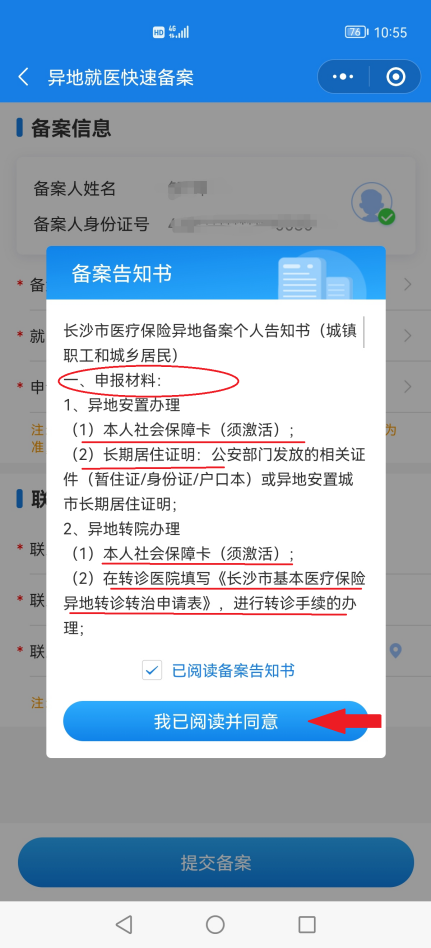 HD 4G 76 10:55
异地就医快速备案
备案信息
备案人姓名
备案人身份证号
备案告知书
* 备
长沙市医疗保险异地备案个人告知书（城镇
* 就
职工和城乡居民）
一、申报材料：
* 申
1、异地安置办理
注
（1）本人社会保障卡（须激活）；
为
准
（2）长期居住证明：公安部门发放的相关证
件（暂住证/身份证/户口本）或异地安置城
联
市长期居住证明；
2、异地转院办理
* 联
（1）本人社会保障卡（须激活）；
（2）在转诊医院填写《长沙市基本医疗保险
* 联
异地转诊转治申请表》，进行转诊手续的办
理；
* 联
已阅读备案告知书
注
我已阅读并同意
提交备案